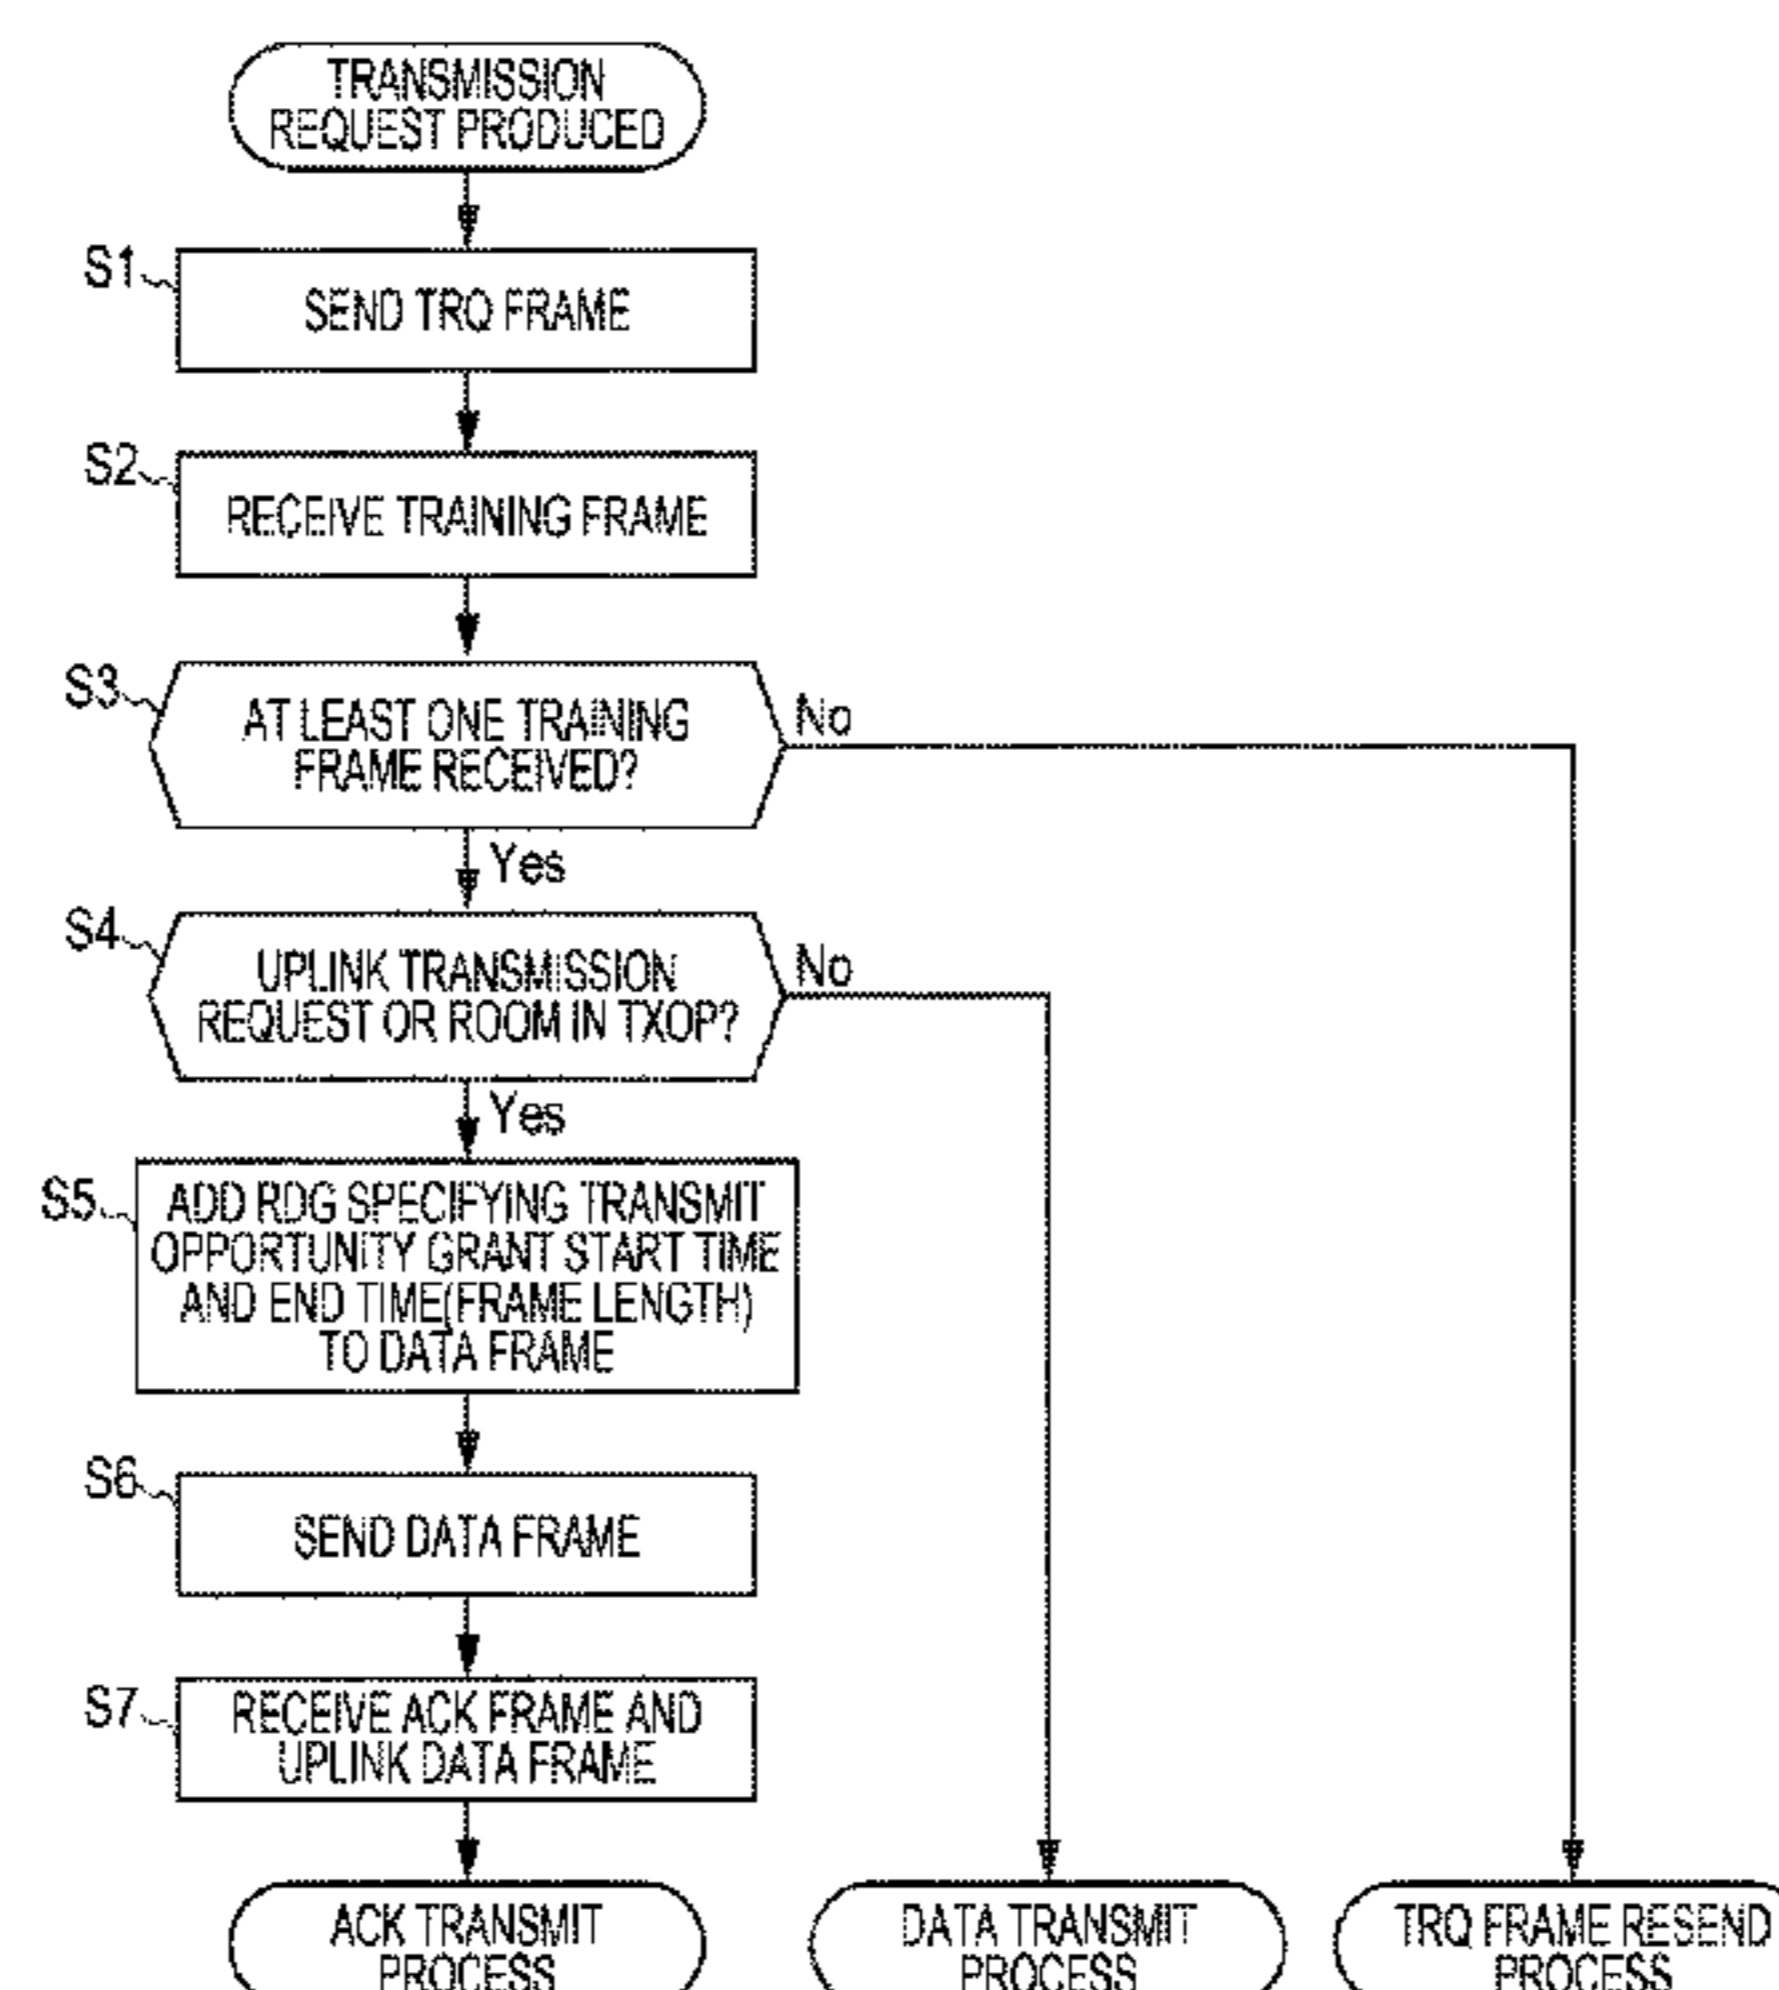 TRANSMISSION
REQUEST PRODUCED
S1
SEND TRQ FRAME
S2
RECEIVE TRAINING FRAME
S3
AT LEAST ONE TRAINING
FRAME RECEIVED?
No
Yes
S4
UPLINK TRANSMISSION
REQUEST OR ROOM IN TXOP?
No
Yes
S5
ADD RDG SPECIFYING TRANSMIT
OPPORTUNITY GRANT START TIME
AND END TIME(FRAME LENGTH)
TO DATA FRAME
S6
SEND DATA FRAME
S7
RECEIVE ACK FRAME AND
UPLINK DATA FRAME
ACK TRANSMIT
PROCESS
DATA TRANSMIT
PROCESS
TRQ FRAME RESEND
PROCESS